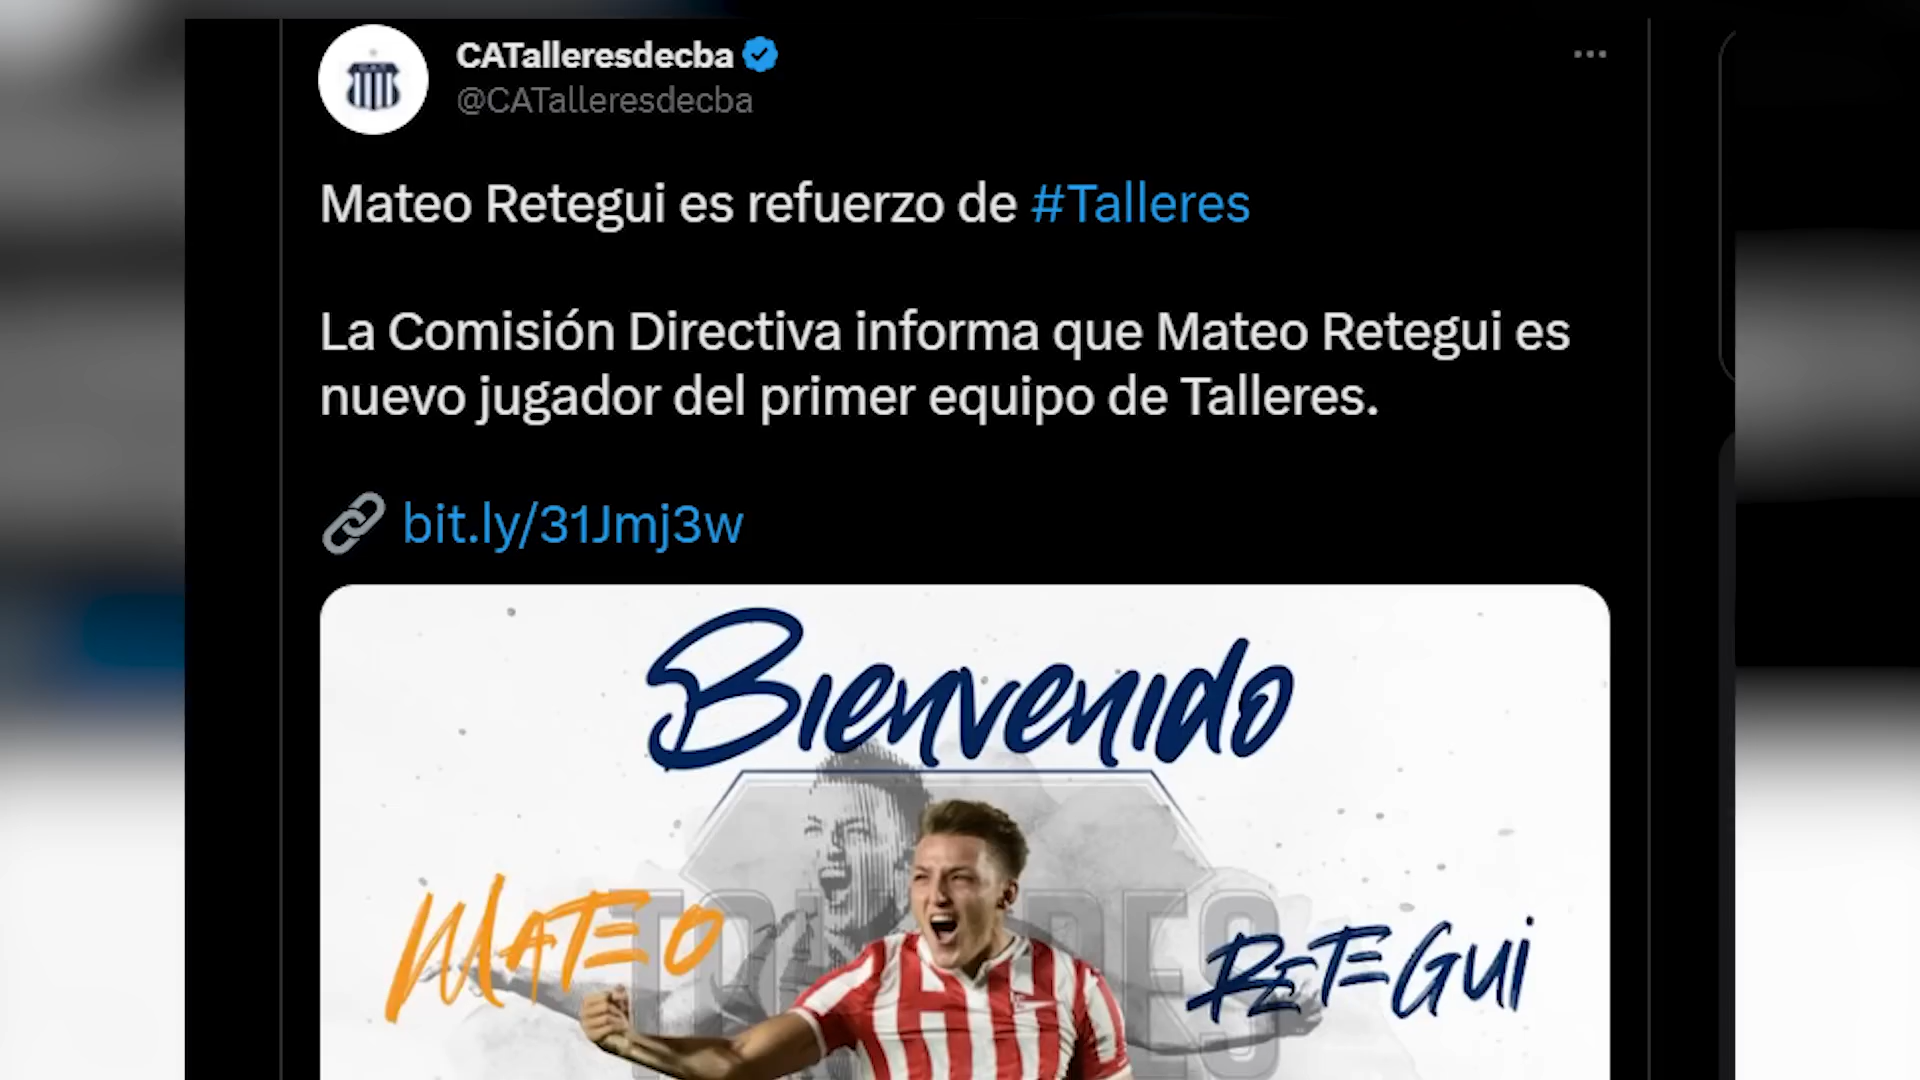 CATalleresdecba
@CATalleresdecba
Mateo Retegui es refuerzo de #Talleres
La Comisión Directiva informa que Mateo Retegui es
nuevo jugador del primer equipo de Talleres.
bit.ly/31Jmj3w
Bienvenido
MATEO
RETEGUI